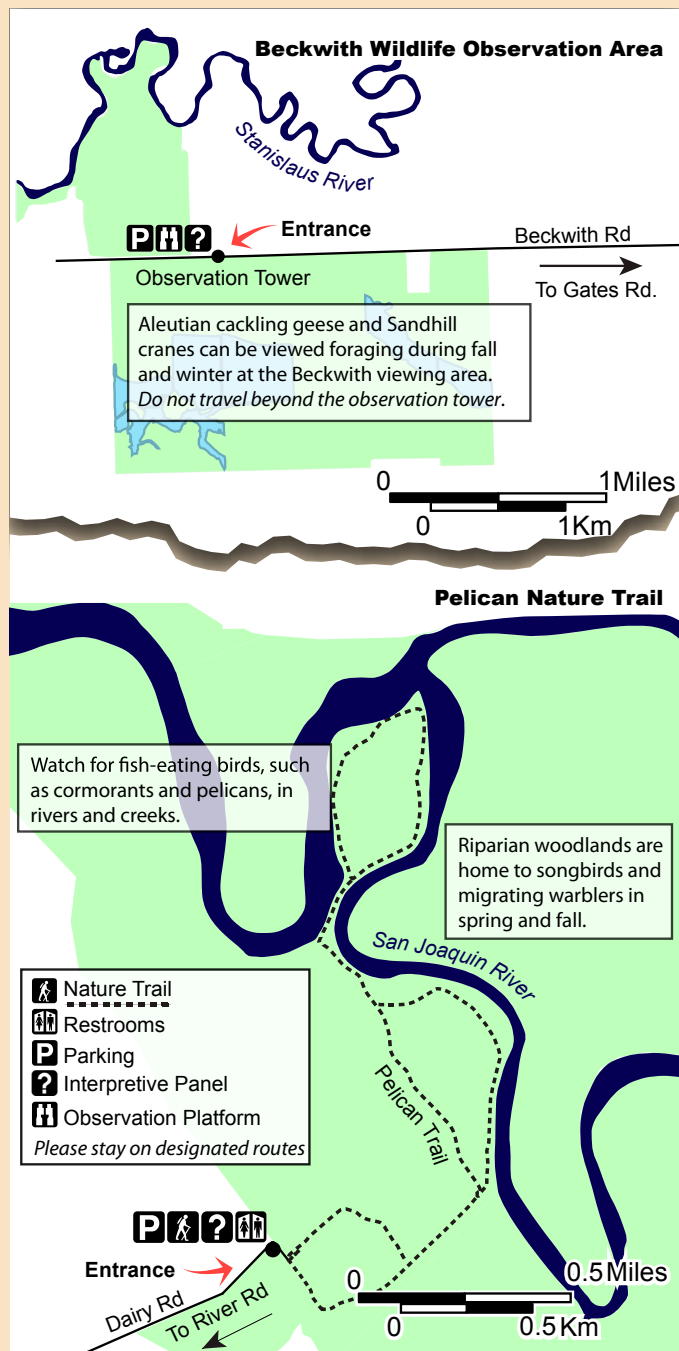 Beckwith Wildlife Observation Area
Stanislaus River
P ?
Entrance
Beckwith Rd
Observation Tower
To Gates Rd.
Aleutian cackling geese and Sandhill
cranes can be viewed foraging during fall
and winter at the Beckwith viewing area.
Do not travel beyond the observation tower.
0 1Miles
0 1Km
Pelican Nature Trail
Watch for fish-eating birds, such
as cormorants and pelicans, in
rivers and creeks.
Riparian woodlands are
home to songbirds and
migrating warblers in
spring and fall.
San Joaquin River
Nature Trail
Restrooms
P Parking
? Interpretive Panel
Observation Platform
Please stay on designated routes
Pelican Trail
P ?
Entrance
Dairy Rd
To River Rd
0 0.5 Miles
0 0.5 Km